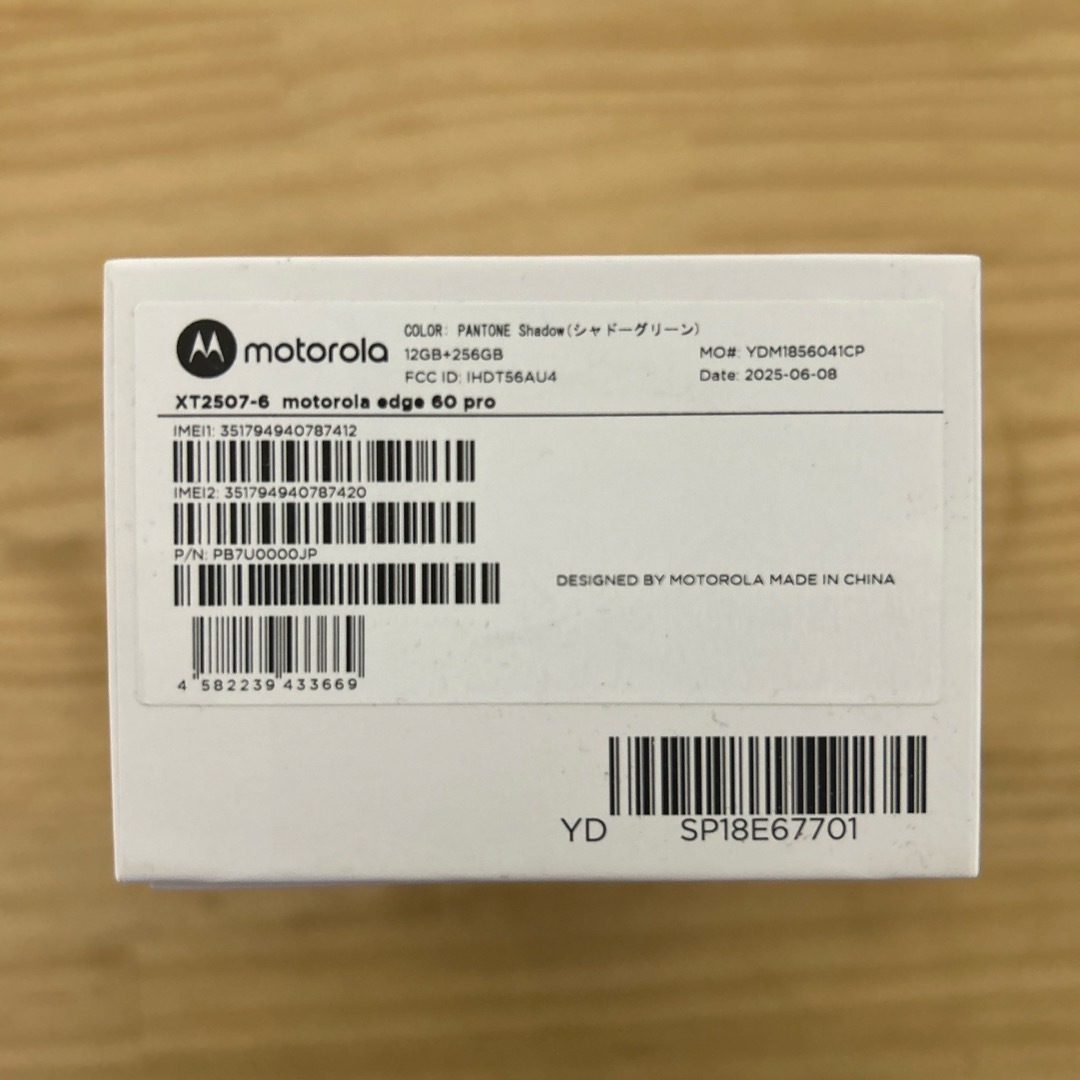 motorola
COLOR: PANTONE Shadow(シャドーグリーン)
12GB+256GB
FCC ID: IHDT56AU4
MO#: YDM1856041CP
Date: 2025-06-08
XT2507-6 motorola edge 60 pro
IMEI1: 351794940787412
IMEI2: 351794940787420
P/N: PB7U0000JP
DESIGNED BY MOTOROLA MADE IN CHINA
4 582239 433669
YD SP18E67701